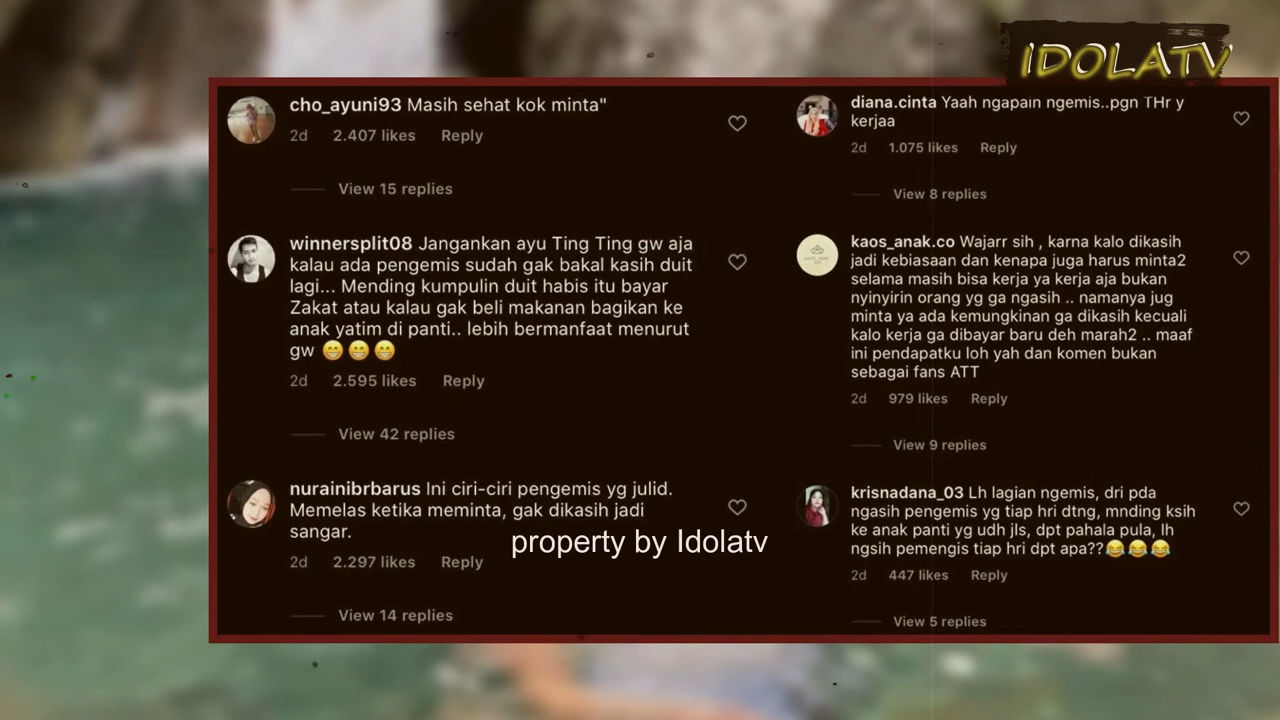 IDOLATV
cho_ayuni93 Masih sehat kok minta"
2d 2.407 likes Reply
View 15 replies
winnersplit08 Jangankan ayu Ting Ting gw aja
kalau ada pengemis sudah gak bakal kasih duit
lagi... Mending kumpulin duit habis itu bayar
Zakat atau kalau gak beli makanan bagikan ke
anak yatim di panti.. lebih bermanfaat menurut
gw 😁😁😁
2d 2.595 likes Reply
View 42 replies
nurainibrbarus Ini ciri-ciri pengemis yg julid.
Memelas ketika meminta, gak dikasih jadi
sangar.
2d 2.297 likes Reply
View 14 replies
diana.cinta Yaah ngapain ngemis..pgn THr y
kerjaa
2d 1.075 likes Reply
View 8 replies
kaos_anak.co Wajarr sih , karna kalo dikasih
jadi kebiasaan dan kenapa juga harus minta2
selama masih bisa kerja ya kerja aja bukan
nyinyirin orang yg ga ngasih .. namanya jug
minta ya ada kemungkinan ga dikasih kecuali
kalo kerja ga dibayar baru deh marah2 .. maaf
ini pendapatku loh yah dan komen bukan
sebagai fans ATT
2d 979 likes Reply
View 9 replies
krisnadana_03 Lh lagian ngemis, dri pda
ngasih pengemis yg tiap hri dtng, mnding ksih
ke anak panti yg udh jls, dpt pahala pula, lh
ngsih pemengis tiap hri dpt apa??😂😂😂
2d 447 likes Reply
View 5 replies
property by Idolatv